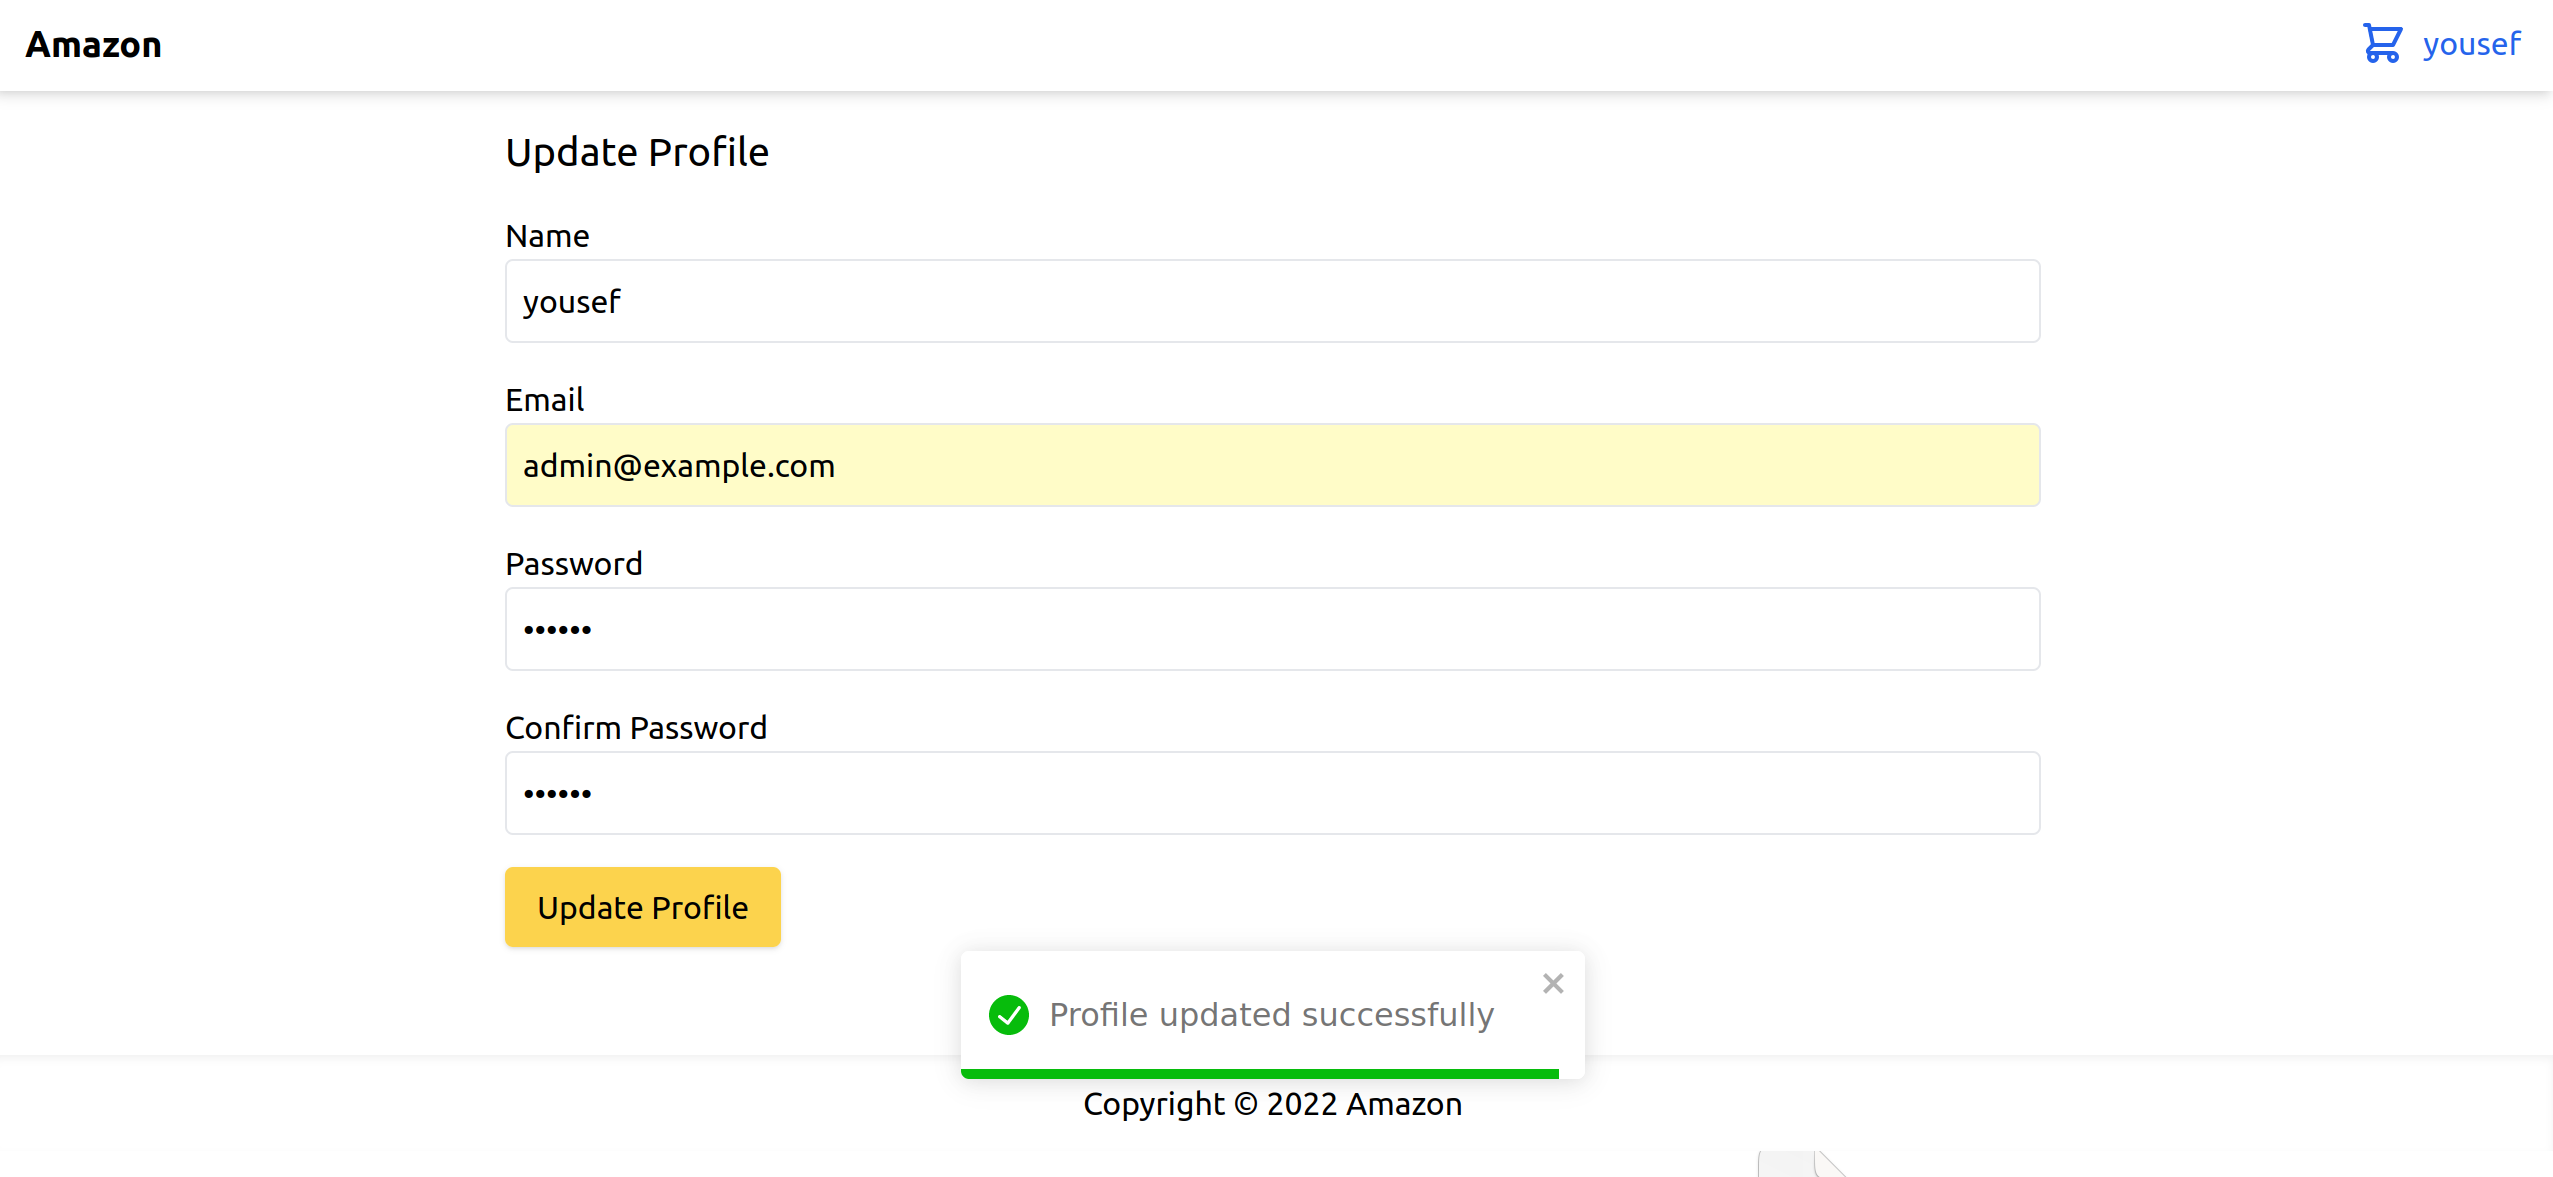 Amazon
yousef
Update Profile
Name
yousef
Email
admin@example.com
Password
••••••
Confirm Password
••••••
Update Profile
Profile updated successfully
Copyright © 2022 Amazon